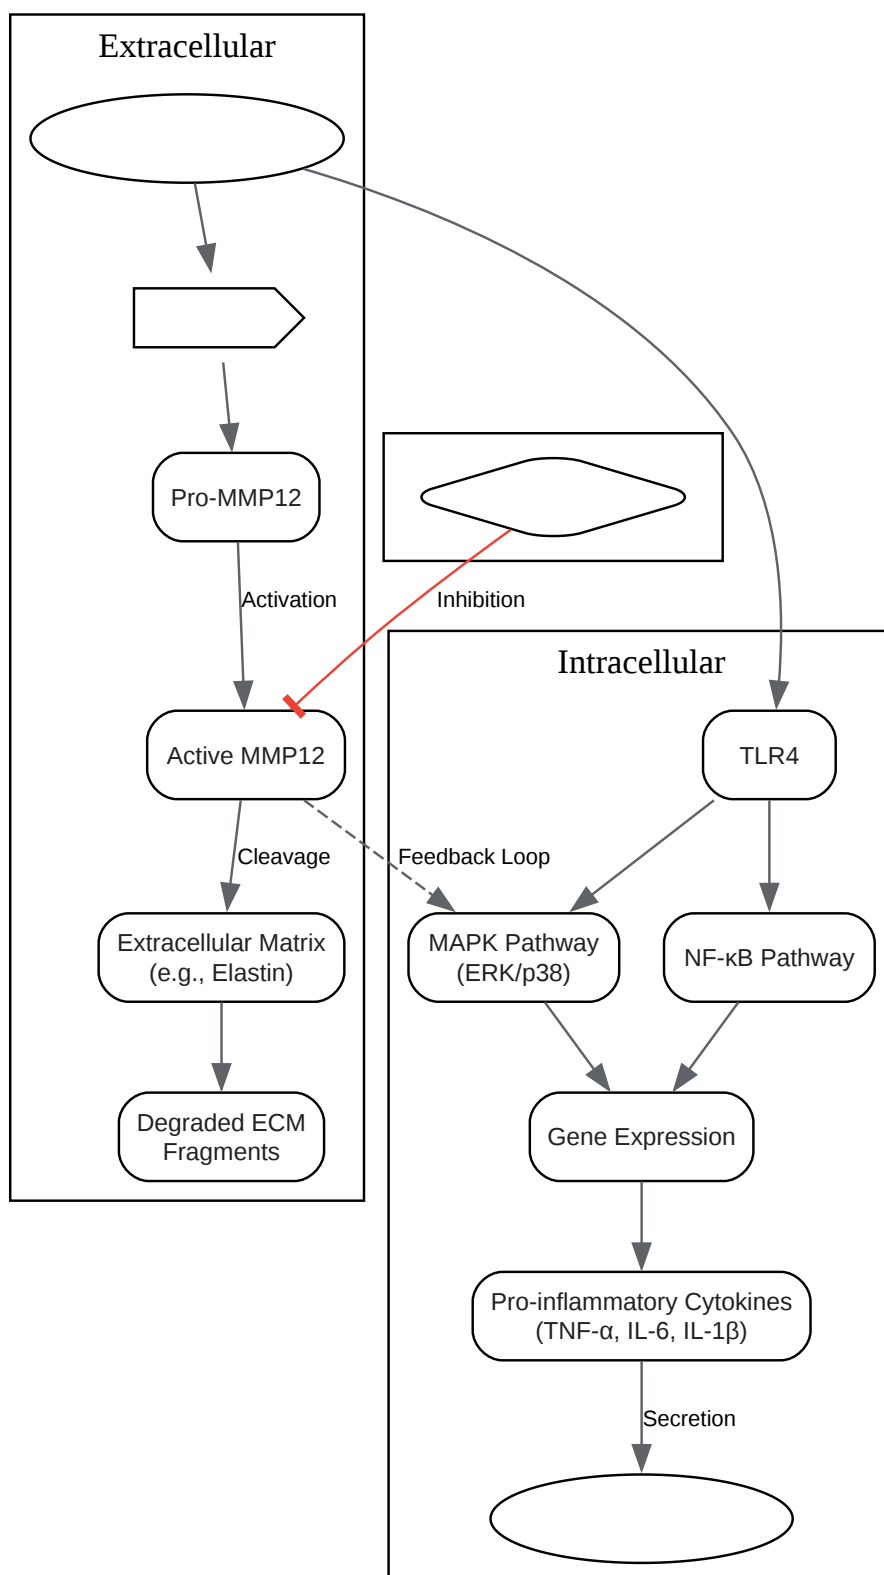 Extracellular
Pro-MMP12
Activation
Inhibition
Intracellular
Active MMP12
TLR4
Cleavage
Feedback Loop
Extracellular Matrix
(e.g., Elastin)
MAPK Pathway
(ERK/p38)
NF-κB Pathway
Degraded ECM
Fragments
Gene Expression
Pro-inflammatory Cytokines
(TNF-α, IL-6, IL-1β)
Secretion